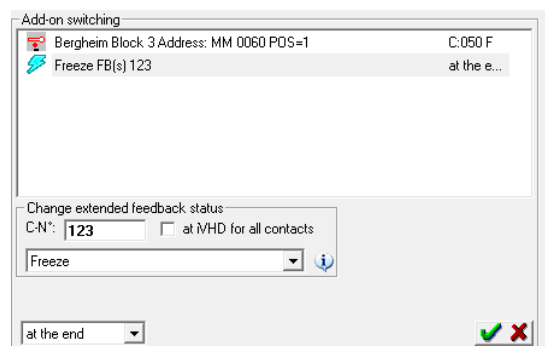 Add-on switching
Bergheim Block 3 Address: MM 0060 POS=1 C:050 F
Freeze FB(s) 123 at the e...
Change extended feedback status
C-N°: 123 at iVHD for all contacts
Freeze
at the end